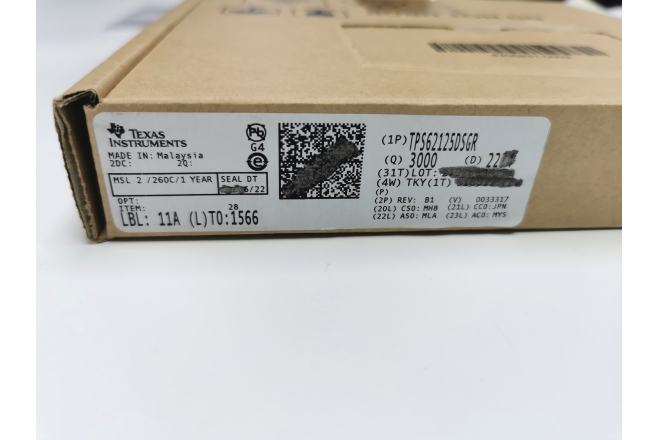 TEXAS
INSTRUMENTS
MADE IN: Malaysia
2DC: 2Q:
MSL 2 /260C/1 YEAR
SEAL DT
/22
OPT:
ITEM: 28
LBL: 11A (L)TO:1566
Pb
G4
e
(1P)TPS62125DSGR
(Q) 3000 (D) 22
(31T)LOT:
(4W) TKY(1T)
(P)
(2P) REV: B1 (V) 0033317
(20L) CSO: MH8 (21L) CCO:JPN
(22L) ASO: MLA (23L) ACO: MYS